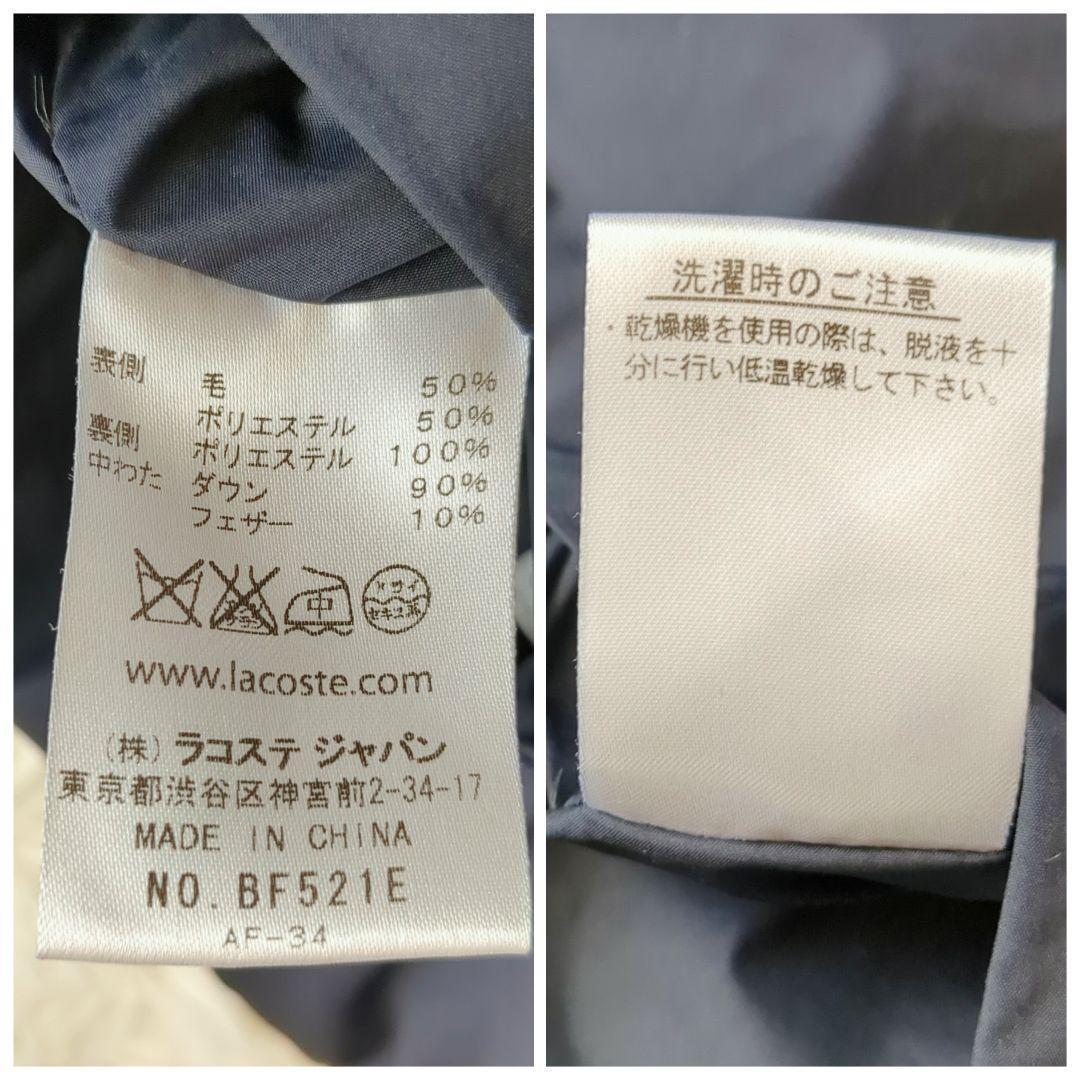 表側 毛 50%
ポリエステル 50%
裏側 ポリエステル 100%
中わた ダウン 90%
フェザー 10%
中
ドライ
セキユ系
www.lacoste.com
(株) ラコステ ジャパン
東京都渋谷区神宮前2-34-17
MADE IN CHINA
NO. BF521E
AF-34
洗濯時のご注意
・乾燥機を使用の際は、脱液を十
分に行い低温乾燥して下さい。